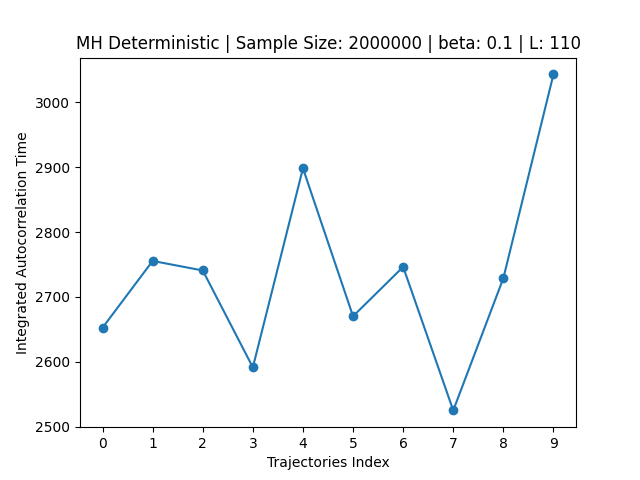 MH Deterministic | Sample Size: 2000000 | beta: 0.1 | L: 110
3000
2900
2800
2700
2600
2500
Integrated Autocorrelation Time
0 1 2 3 4 5 6 7 8 9
Trajectories Index